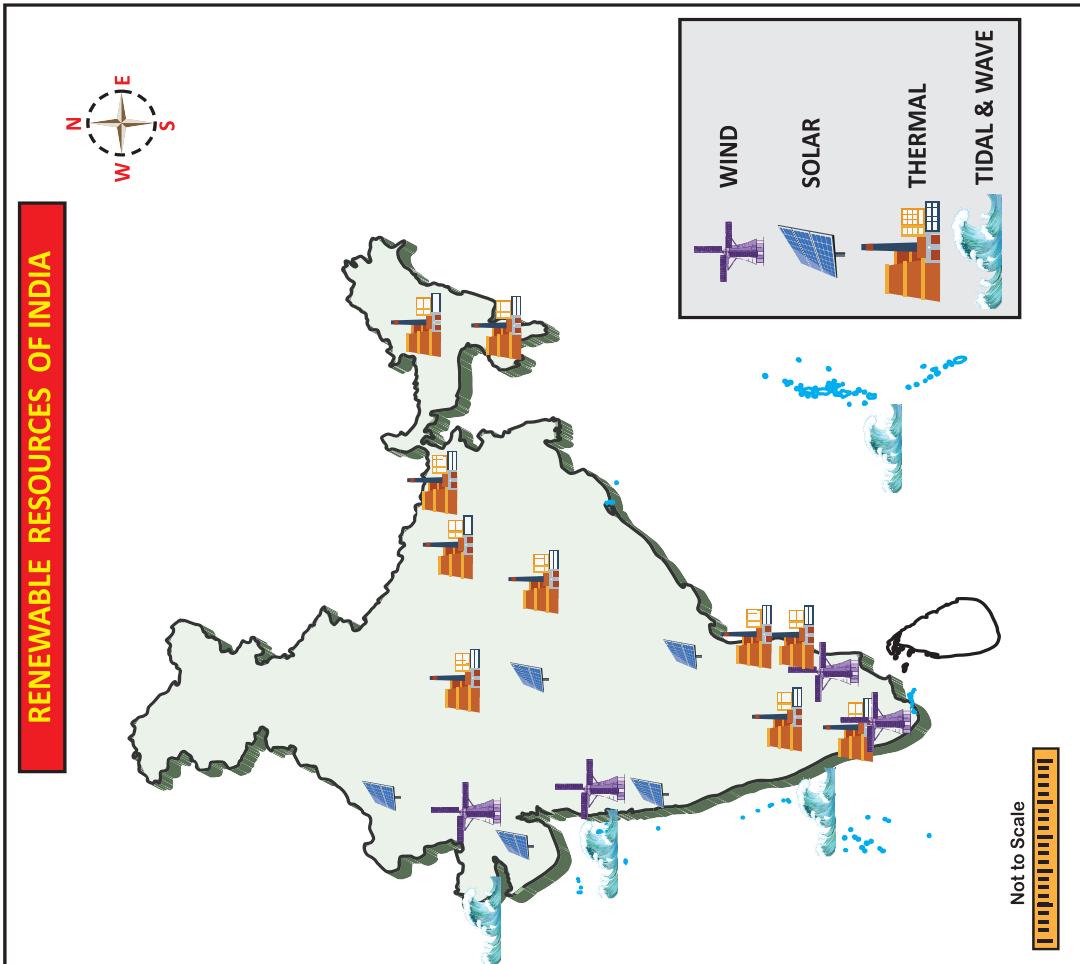 RENEWABLE RESOURCES OF INDIA
N
E
W
S
WIND
SOLAR
THERMAL
TIDAL & WAVE
Not to Scale